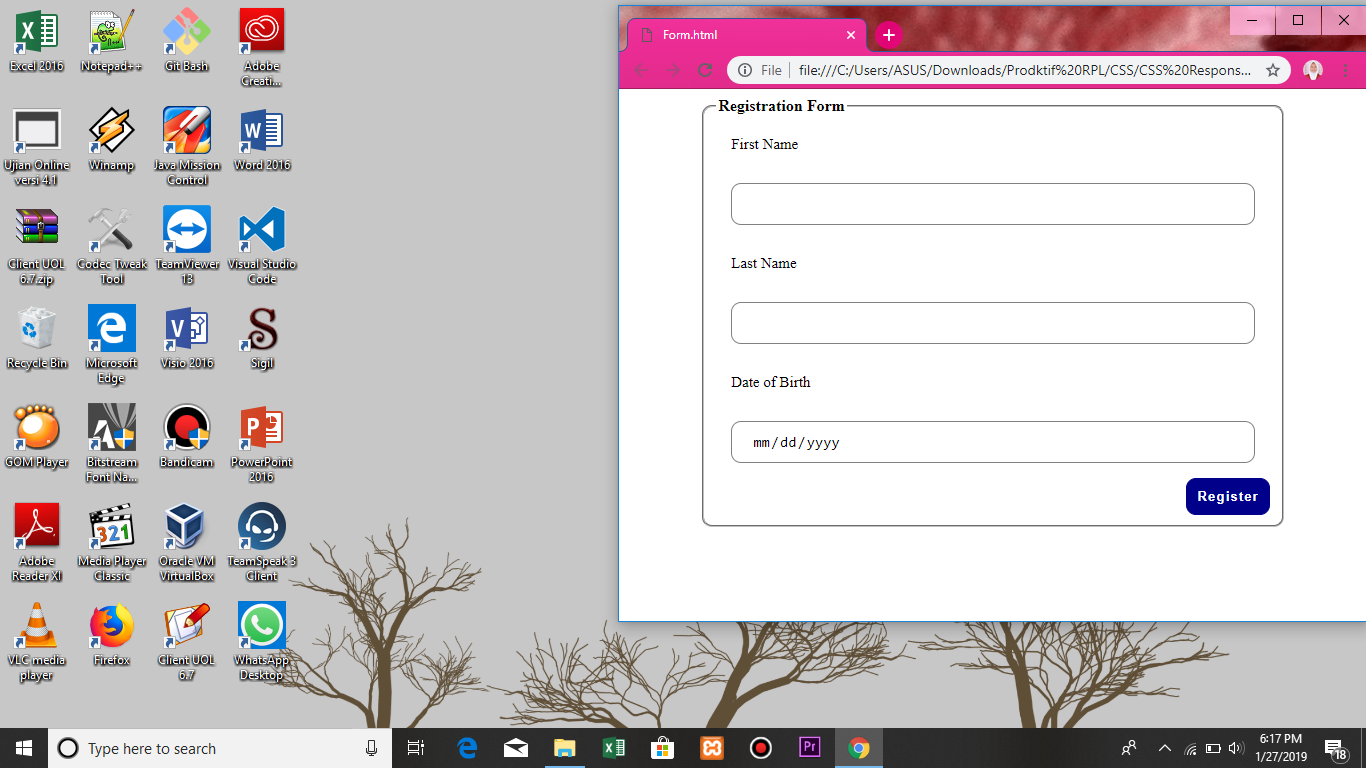 Excel 2016
Notepad++
Git Bash
Adobe
Creati...
Ujian Online
versi 4.1
Winamp
Java Mission
Control
Word 2016
Client UOL
6.7.zip
Codec Tweak
Tool
TeamViewer
13
Visual Studio
Code
Recycle Bin
Microsoft
Edge
Visio 2016
Sigil
GOM Player
Bitstream
Font Na...
Bandicam
PowerPoint
2016
Adobe
Reader XI
321
Media Player
Classic
Oracle VM
VirtualBox
TeamSpeak 3
Client
VLC media
player
Firefox
Client UOL
6.7
WhatsApp
Desktop
Form.html
File
file:///C:/Users/ASUS/Downloads/Prodktif%20RPL/CSS/CSS%20Respons...
Registration Form
First Name
Last Name
Date of Birth
mm/dd/yyyy
Register
Type here to search
Pr
6:17 PM
1/27/2019
18